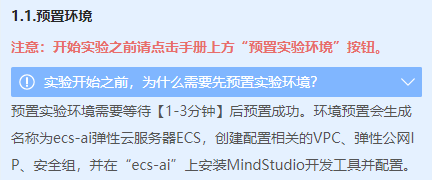 1.1.预置环境
注意：开始实验之前请点击手册上方“预置实验环境”按钮。
实验开始之前，为什么需要先预置实验环境？
预置实验环境需要等待【1-3分钟】后预置成功。环境预置会生成
名称为ecs-ai弹性云服务器ECS，创建配置相关的VPC、弹性公网I
P、安全组，并在“ecs-ai”上安装MindStudio开发工具并配置。